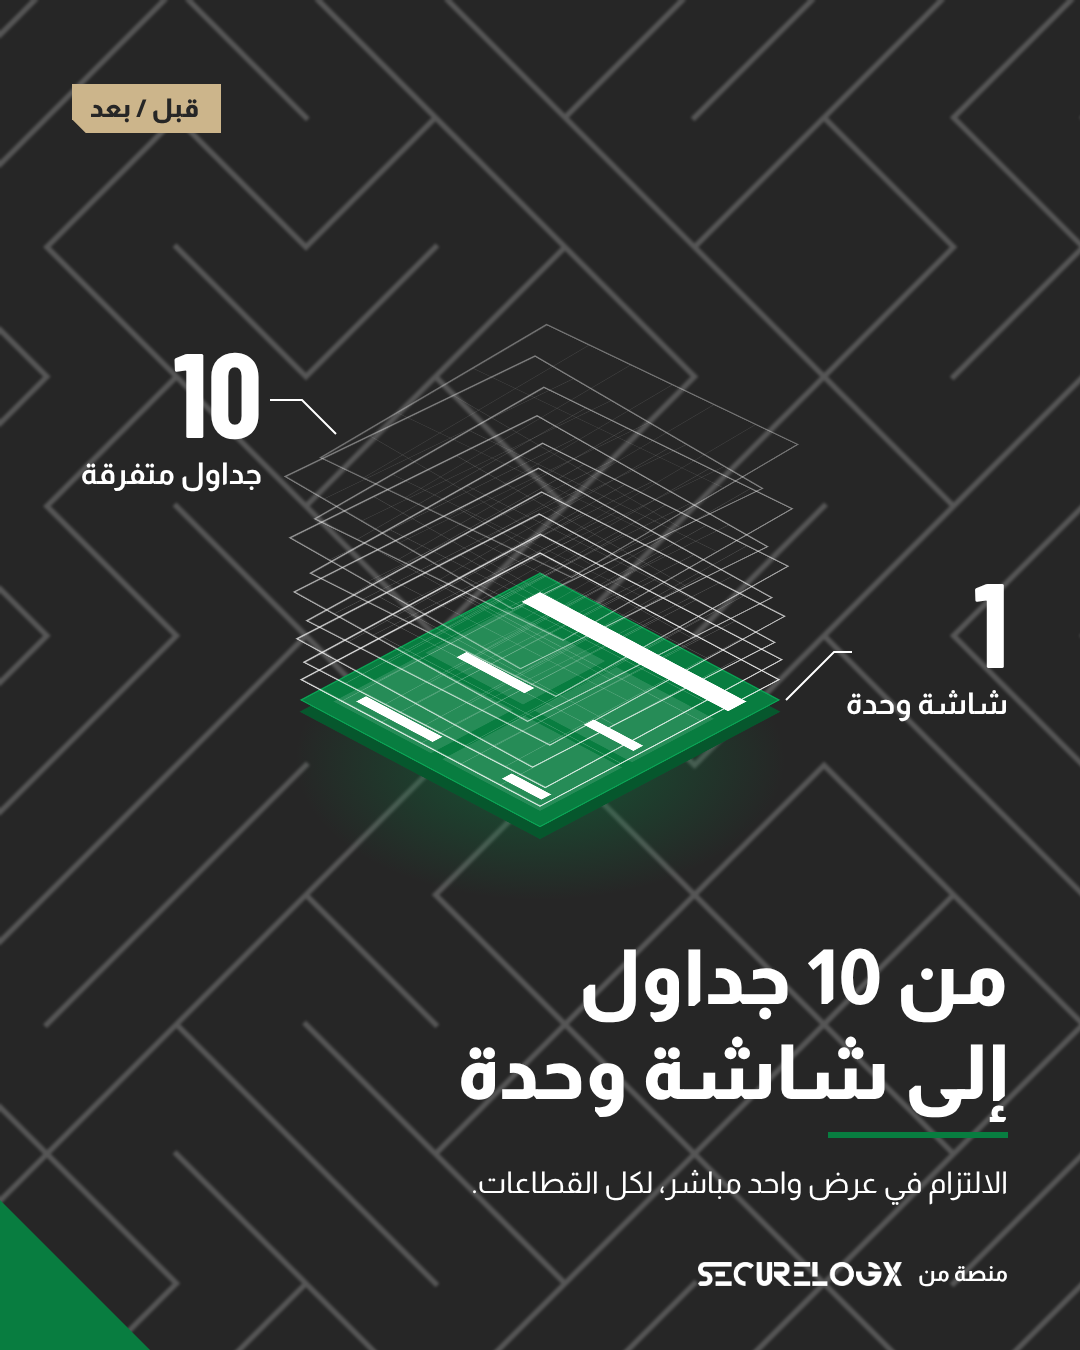 قبل / بعد
10
جداول متفرقة
1
شاشة وحدة
من 10 جداول
إلى شاشة وحدة
الالتزام في عرض واحد مباشر، لكل القطاعات.
منصة من SECURELOGX